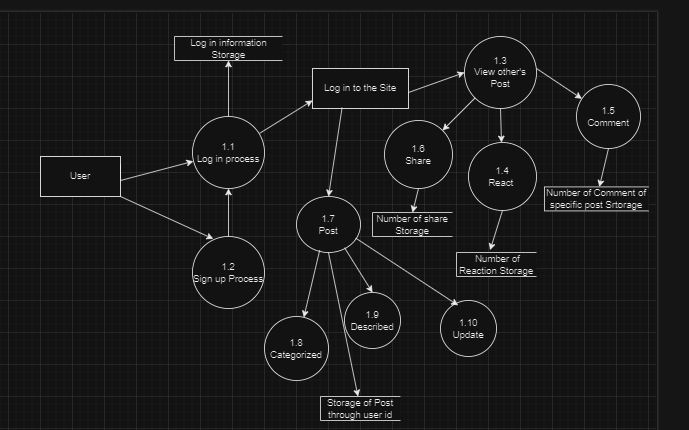 Log in information
Storage
1.3
View other's
Post
Log in to the Site
1.5
Comment
1.1
Log in process
1.6
Share
1.4
React
User
Number of Comment of
specific post Srtorage
Number of share
Storage
1.7
Post
Number of
Reaction Storage
1.2
Sign up Process
1.9
Described
1.10
Update
1.8
Categorized
Storage of Post
through user id